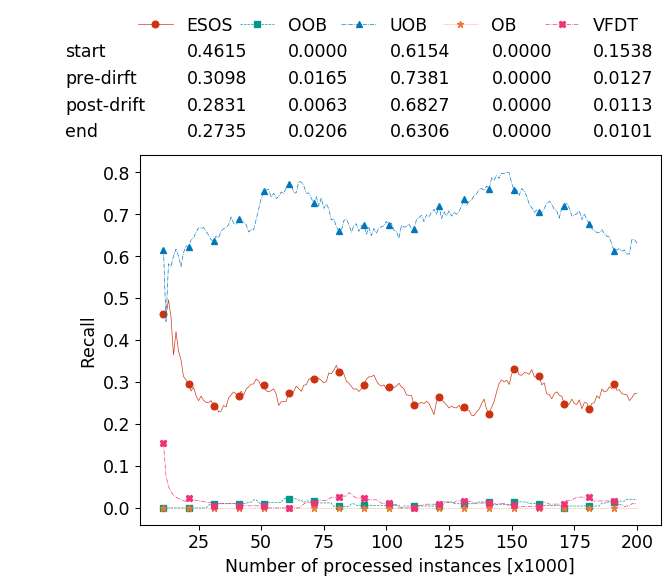 ESOS OOB UOB OB VFDT
start 0.4615 0.0000 0.6154 0.0000 0.1538
pre-dirft 0.3098 0.0165 0.7381 0.0000 0.0127
post-drift 0.2831 0.0063 0.6827 0.0000 0.0113
end 0.2735 0.0206 0.6306 0.0000 0.0101
0.8
0.7
0.6
0.5
0.4
0.3
0.2
0.1
0.0
Recall
25 50 75 100 125 150 175 200
Number of processed instances [x1000]